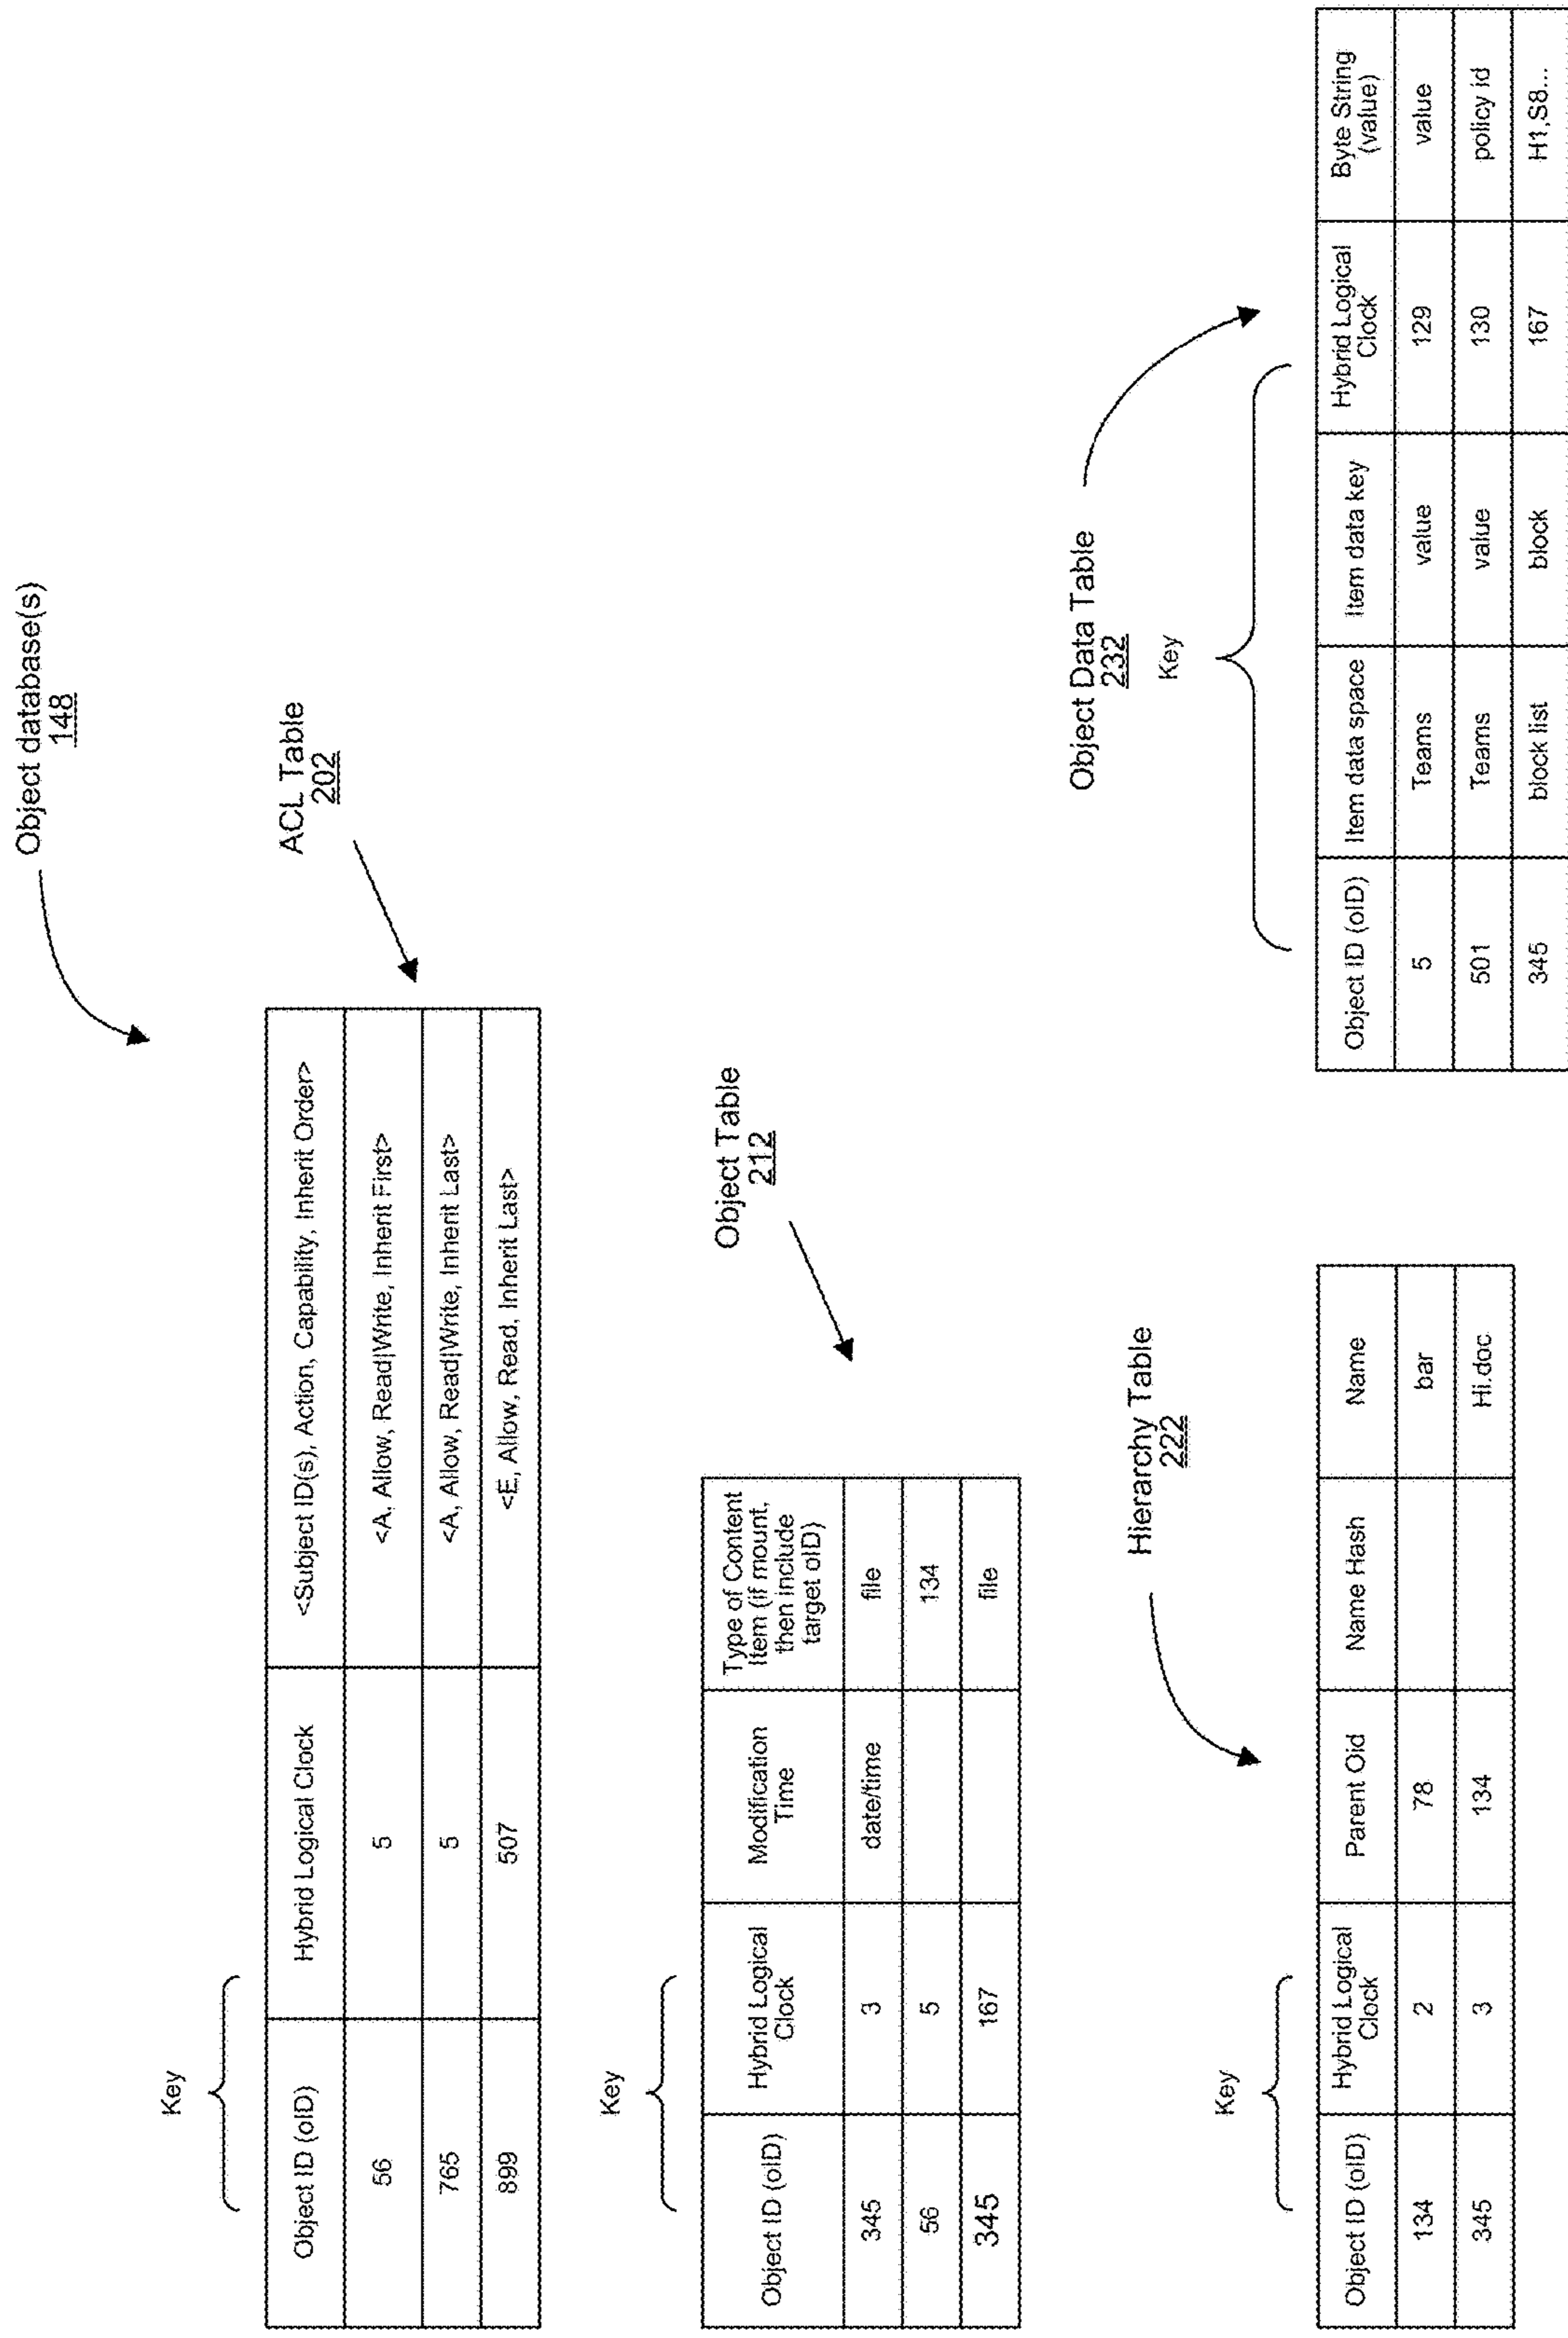 Object database(s)
148
ACL Table
202
Key
Object ID (oID) Hybrid Logical Clock <Subject ID(s), Action, Capability, Inherit Order>
56 5 <A, Allow, Read|Write, Inherit First>
765 5 <A, Allow, Read|Write, Inherit Last>
899 507 <E, Allow, Read, Inherit Last>
Object Table
212
Key
Object ID (oID) Hybrid Logical Clock Modification Time Type of Content Item (if mount, then include target oID)
345 3 date/time file
56 5 134
345 167 file
Hierarchy Table
222
Key
Object ID (oID) Hybrid Logical Clock Parent Oid Name Hash Name
134 2 78 bar
345 3 134 Hi.doc
Object Data Table
232
Key
Object ID (oID) Item data space Item data key Hybrid Logical Clock Byte String (value)
5 Teams value 129 value
501 Teams value 130 policy id
345 block list block 167 H1,S8...